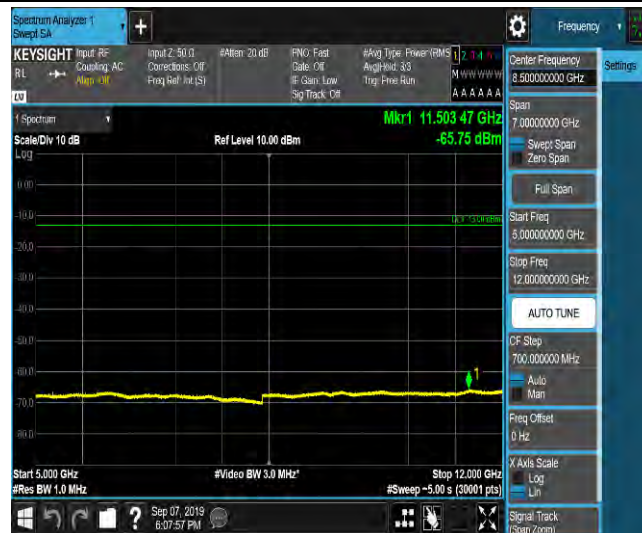 Spectrum Analyzer 1
Swept SA
Frequency
KEYSIGHT Input: RF
RL
Coupling: AC
Align: Off
Input Z: 50 Ω
Corrections: Off
Freq Ref: Int (S)
#Atten: 20 dB
PNO: Fast
Gate: Off
IF Gain: Low
Sig Track: Off
#Avg Type: Power (RMS
Avg|Hold: 3/3
Trig: Free Run
1 2 3 4
M W W W W W
A A A A A A
LW
1 Spectrum
Scale/Div 10 dB
Log
Ref Level 10.00 dBm
Mkr1 11.503 47 GHz
-65.75 dBm
0.00
-10.0
-20.0
-30.0
-40.0
-50.0
-60.0
-70.0
-80.0
1
Start 5.000 GHz
#Res BW 1.0 MHz
#Video BW 3.0 MHz*
Stop 12.000 GHz
#Sweep ~5.00 s (30001 pts)
Sep 07, 2019
6:07:57 PM
Center Frequency
8.500000000 GHz
Settings
Span
7.00000000 GHz
Swept Span
Zero Span
Full Span
Start Freq
5.000000000 GHz
Stop Freq
12.000000000 GHz
AUTO TUNE
CF Step
700.000000 MHz
Auto
Man
Freq Offset
0 Hz
X Axis Scale
Log
Lin
Signal Track
(Span Zoom)